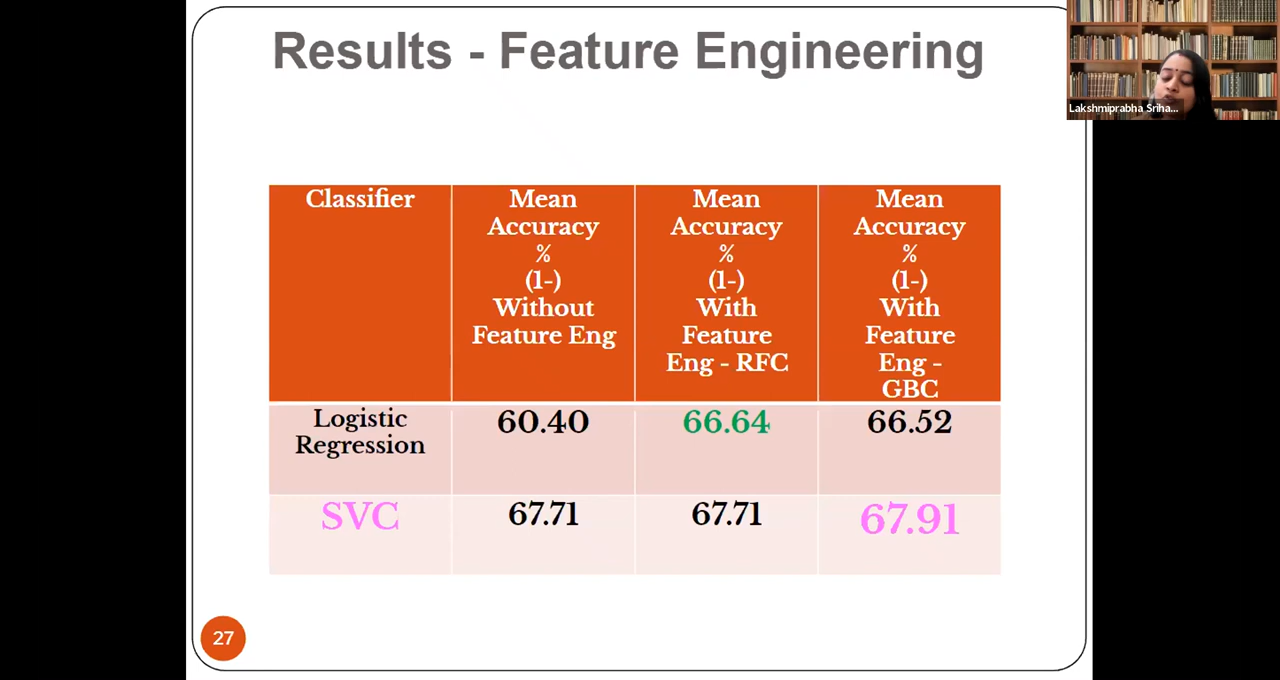 Results - Feature Engineering
Lakshmiprabha Sriha...
Classifier
Mean
Accuracy
%
(1-)
Without
Feature Eng
Mean
Accuracy
%
(1-)
With
Feature
Eng - RFC
Mean
Accuracy
%
(1-)
With
Feature
Eng -
GBC
Logistic
Regression
60.40
66.64
66.52
SVC
67.71
67.71
67.91
27